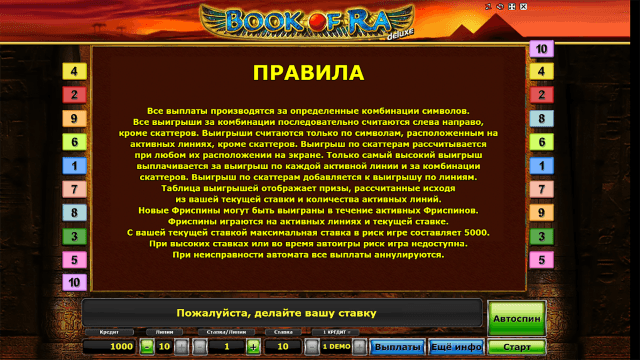 BOOK OF RA
deluxe
ПРАВИЛА
Все выплаты производятся за определенные комбинации символов.
Все выигрыши за комбинации последовательно считаются слева направо,
кроме скаттеров. Выигрыши считаются только по символам, расположенным на
активных линиях, кроме скаттеров. Выигрыш по скаттерам рассчитывается
при любом их расположении на экране. Только самый высокий выигрыш
выплачивается за выигрыш по каждой активной линии и за комбинации
скаттеров. Выигрыш по скаттерам добавляется к выигрышу по линиям.
Таблица выигрышей отображает призы, рассчитанные исходя
из вашей текущей ставки и количества активных линий.
Новые Фриспины могут быть выиграны в течение активных Фриспинов.
Фриспины играются на активных линиях и текущей ставке.
С вашей текущей ставкой максимальная ставка в риск игре составляет 5000.
При высоких ставках или во время автоигры риск игра недоступна.
При неисправности автомата все выплаты аннулируются.
4
2
9
6
1
7
8
3
5
10
10
4
2
8
6
1
7
9
3
5
Пожалуйста, делайте вашу ставку
Автоспин
Кредит
Линии
Ставка/Линии
Ставка
1 КРЕДИТ =
1000
-
10
1
+
10
1 DEMO
Выплаты
Ещё инфо
Старт